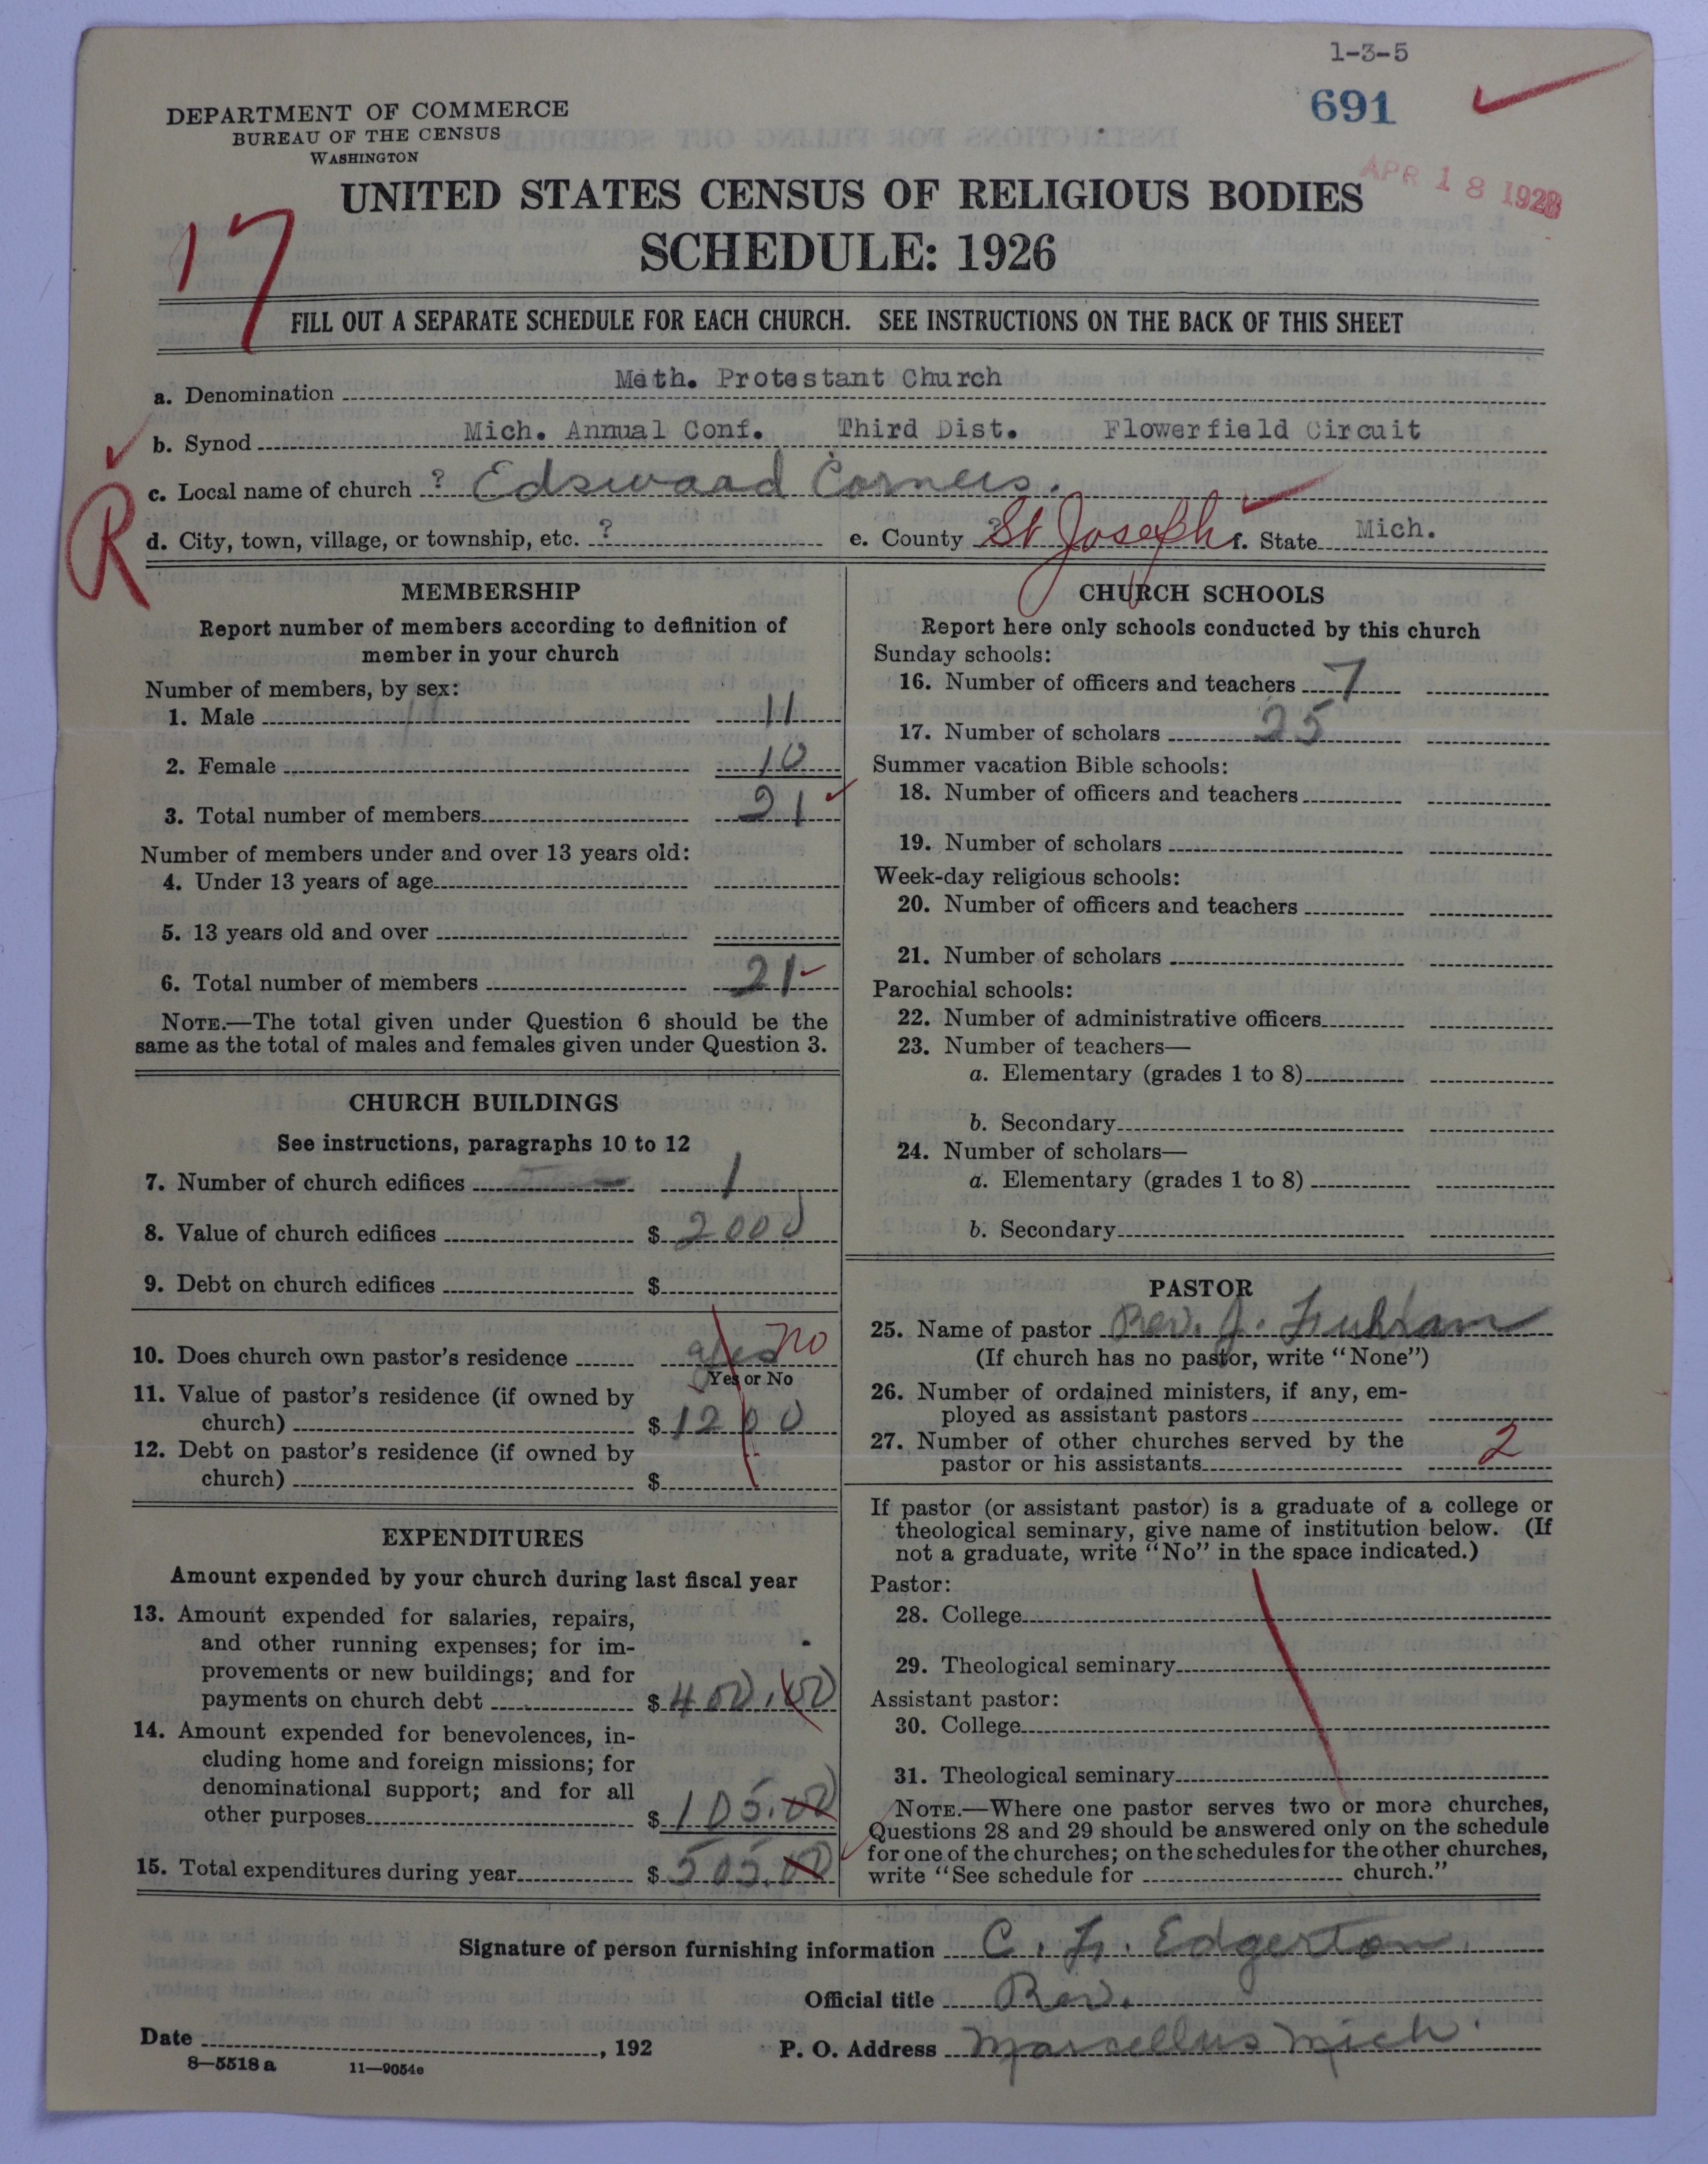 1-3-5
691
DEPARTMENT OF COMMERCE
BUREAU OF THE CENSUS
WASHINGTON
APR 18 1928
UNITED STATES CENSUS OF RELIGIOUS BODIES
SCHEDULE: 1926
17
FILL OUT A SEPARATE SCHEDULE FOR EACH CHURCH. SEE INSTRUCTIONS ON THE BACK OF THIS SHEET
a. Denomination Meth. Protestant Church
b. Synod Mich. Annual Conf. Third Dist. Flowerfield Circuit
c. Local name of church ? Edswaad Corners.
R
d. City, town, village, or township, etc. ? e. County ? St Joseph f. State Mich.
MEMBERSHIP
Report number of members according to definition of
member in your church
Number of members, by sex:
1. Male 11
2. Female 10
3. Total number of members 21
Number of members under and over 13 years old:
4. Under 13 years of age
5. 13 years old and over
6. Total number of members 21
NOTE.—The total given under Question 6 should be the
same as the total of males and females given under Question 3.
CHURCH BUILDINGS
See instructions, paragraphs 10 to 12
7. Number of church edifices 1
8. Value of church edifices $ 2000
9. Debt on church edifices $
10. Does church own pastor's residence yes no
Yes or No
11. Value of pastor's residence (if owned by
church) $ 1200
12. Debt on pastor's residence (if owned by
church) $
EXPENDITURES
Amount expended by your church during last fiscal year
13. Amount expended for salaries, repairs,
and other running expenses; for im-
provements or new buildings; and for
payments on church debt $ 400.00
14. Amount expended for benevolences, in-
cluding home and foreign missions; for
denominational support; and for all
other purposes $ 105.00
15. Total expenditures during year $ 505.00
CHURCH SCHOOLS
Report here only schools conducted by this church
Sunday schools:
16. Number of officers and teachers 7
17. Number of scholars 25
Summer vacation Bible schools:
18. Number of officers and teachers
19. Number of scholars
Week-day religious schools:
20. Number of officers and teachers
21. Number of scholars
Parochial schools:
22. Number of administrative officers
23. Number of teachers—
a. Elementary (grades 1 to 8)
b. Secondary
24. Number of scholars—
a. Elementary (grades 1 to 8)
b. Secondary
PASTOR
25. Name of pastor Rev. J.
(If church has no pastor, write "None")
26. Number of ordained ministers, if any, em-
ployed as assistant pastors
27. Number of other churches served by the
pastor or his assistants 2
If pastor (or assistant pastor) is a graduate of a college or
theological seminary, give name of institution below. (If
not a graduate, write "No" in the space indicated.)
Pastor:
28. College
29. Theological seminary
Assistant pastor:
30. College
31. Theological seminary
NOTE.—Where one pastor serves two or more churches,
Questions 28 and 29 should be answered only on the schedule
for one of the churches; on the schedules for the other churches,
write "See schedule for church."
Signature of person furnishing information C. F. Edgerton.
Official title Rev.
Date , 192 P. O. Address Marcellus Mich.
8—5518 a 11—9054e